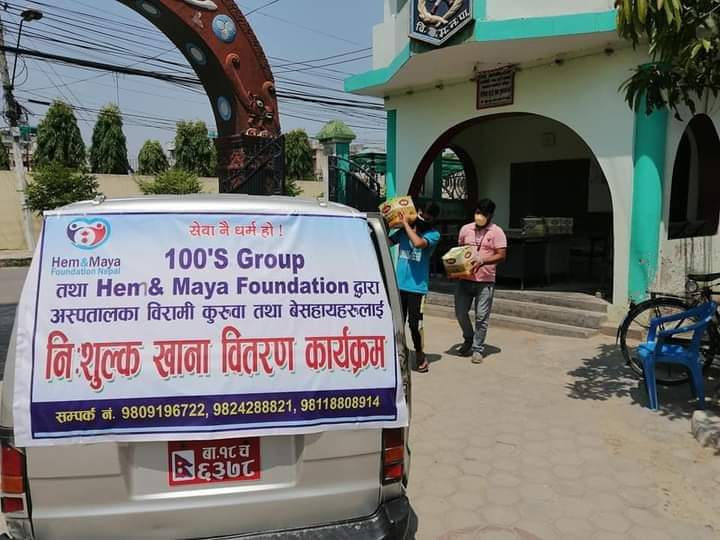 सेवा नै धर्म हो !
Hem&Maya
Foundation Nepal
100'S Group
तथा Hem& Maya Foundation द्वारा
अस्पतालका विरामी कुरुवा तथा बेसहायहरुलाई
निःशुल्क खाना वितरण कार्यक्रम
सम्पर्क नं. 9809196722, 9824288821, 98118808914
बा.१८ च
६३७८